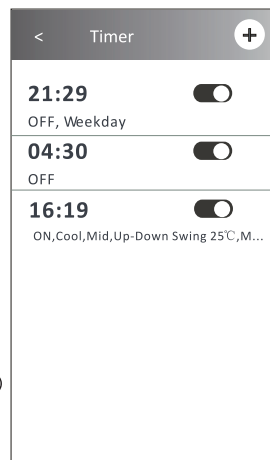 < Timer +
21:29
OFF, Weekday
04:30
OFF
16:19
ON,Cool,Mid,Up-Down Swing 25℃,M...
)